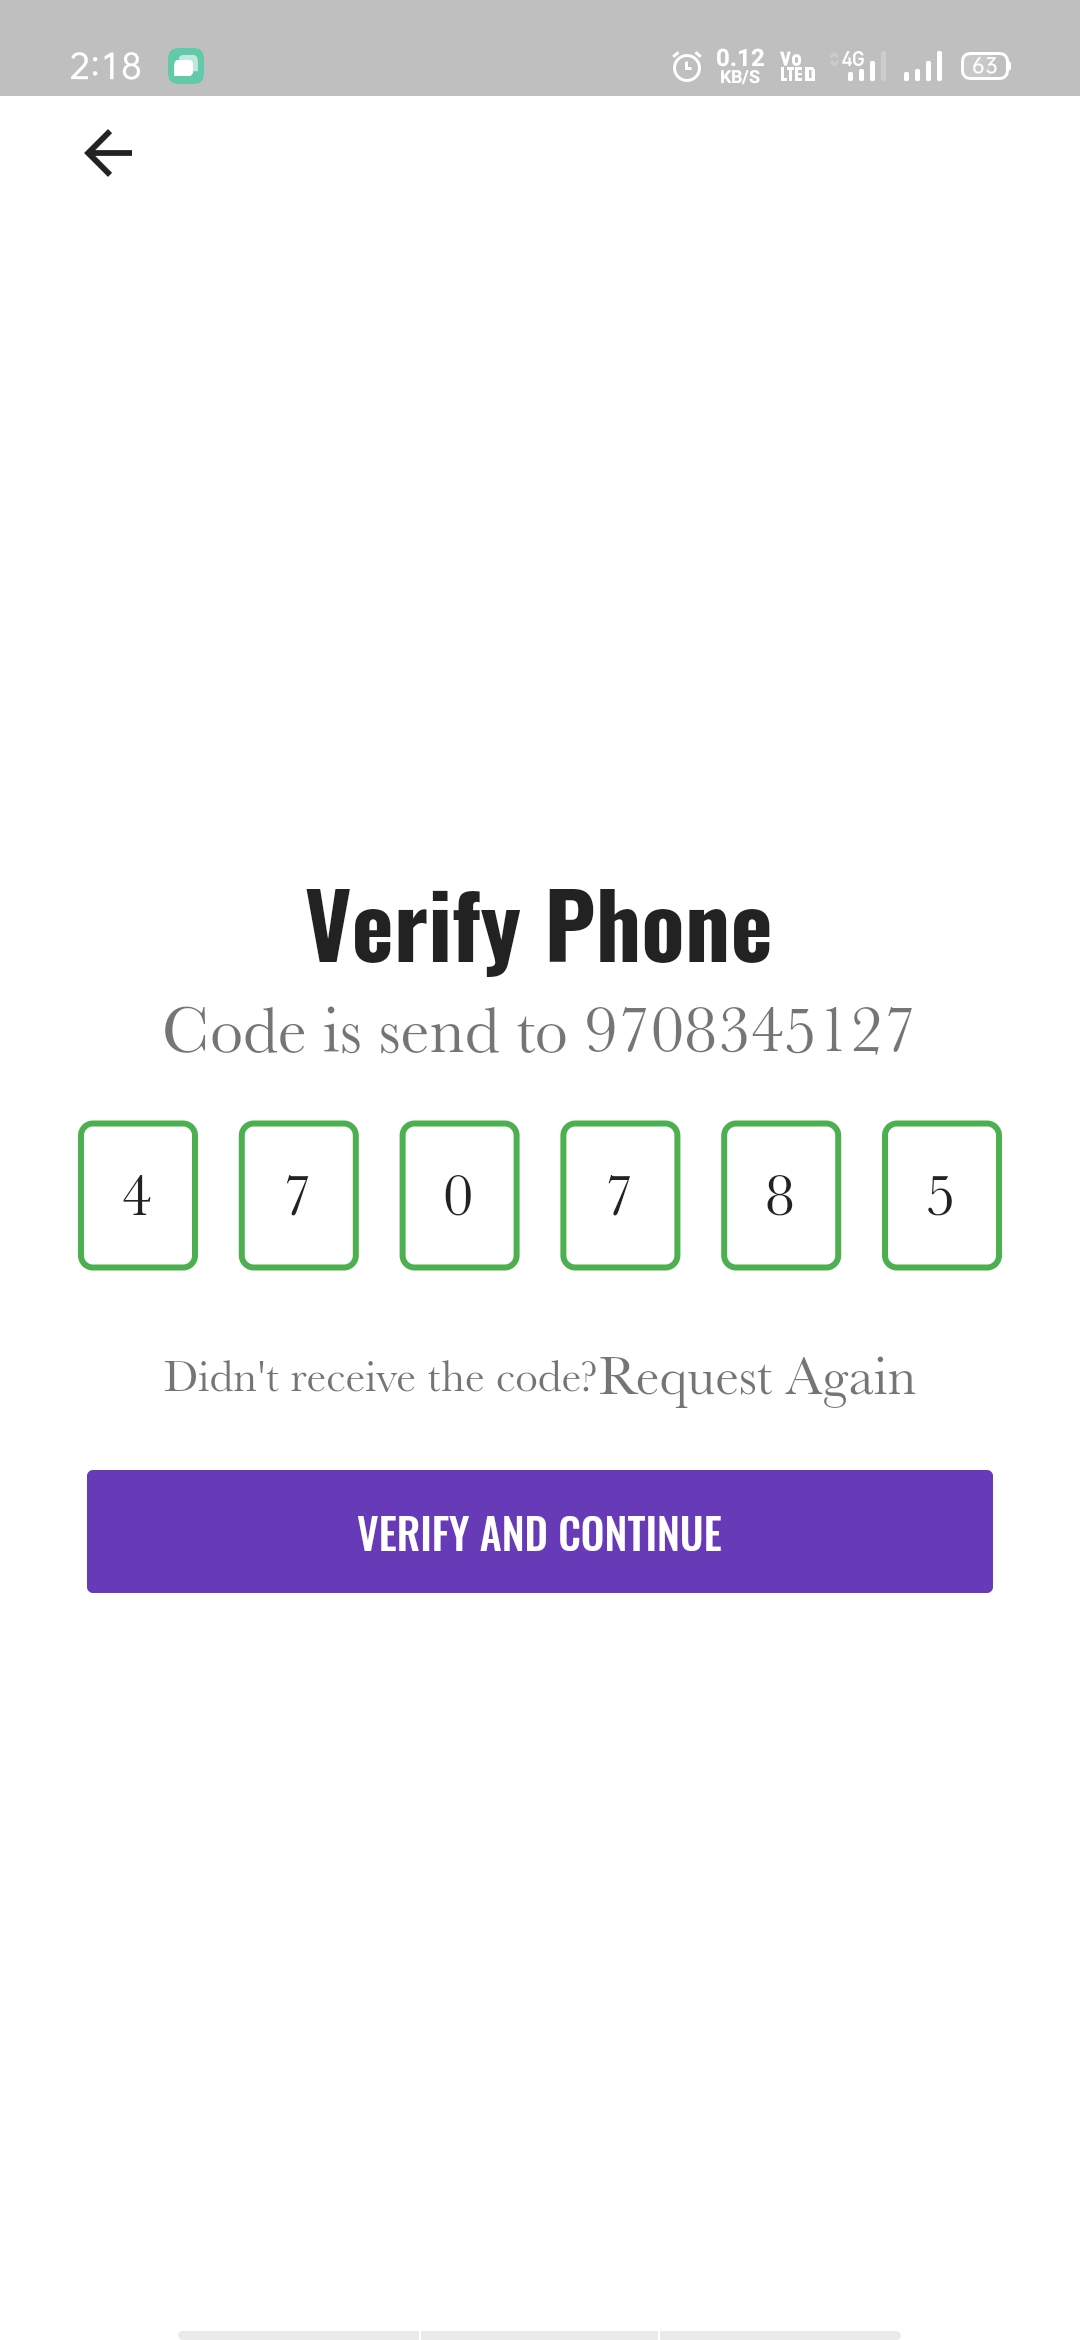 2:18
0.12 KB/S Vo LTE D 4G 63
Verify Phone
Code is send to 9708345127
4 7 0 7 8 5
Didn't receive the code?Request Again
VERIFY AND CONTINUE